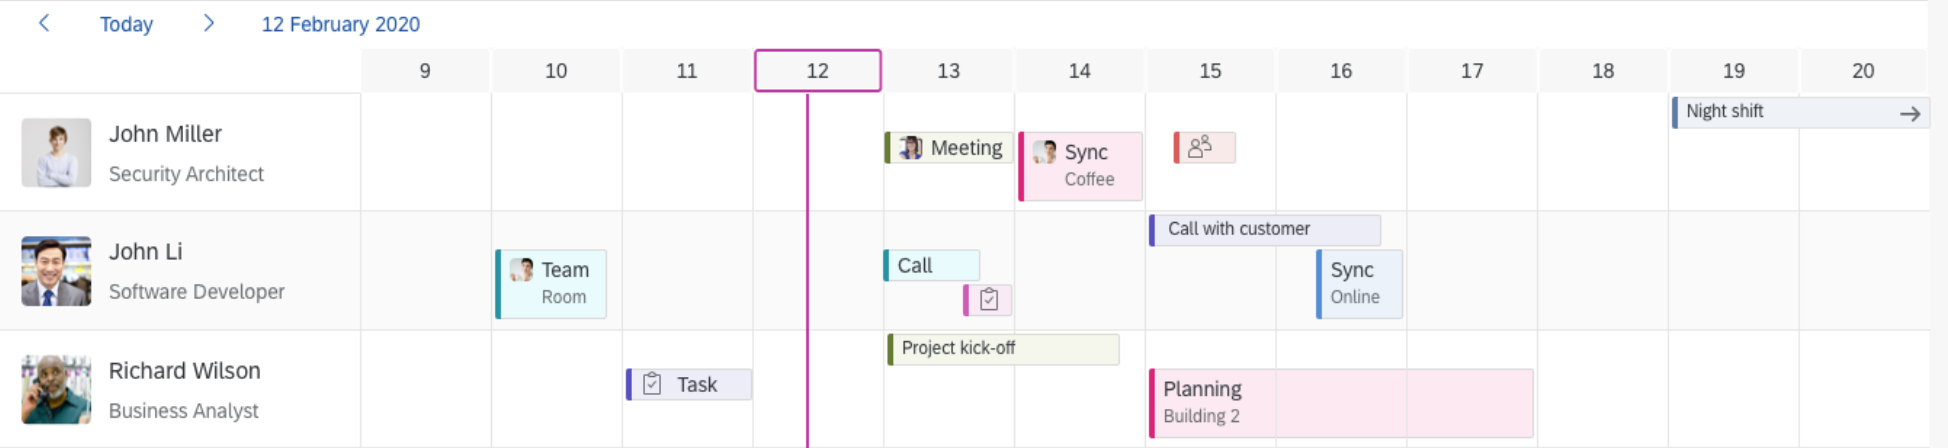 Today 12 February 2020
9 10 11 12 13 14 15 16 17 18 19 20
Night shift
John Miller
Security Architect
Meeting
Sync
Coffee
Call with customer
John Li
Software Developer
Team
Room
Call
Sync
Online
Project kick-off
Richard Wilson
Business Analyst
Task
Planning
Building 2